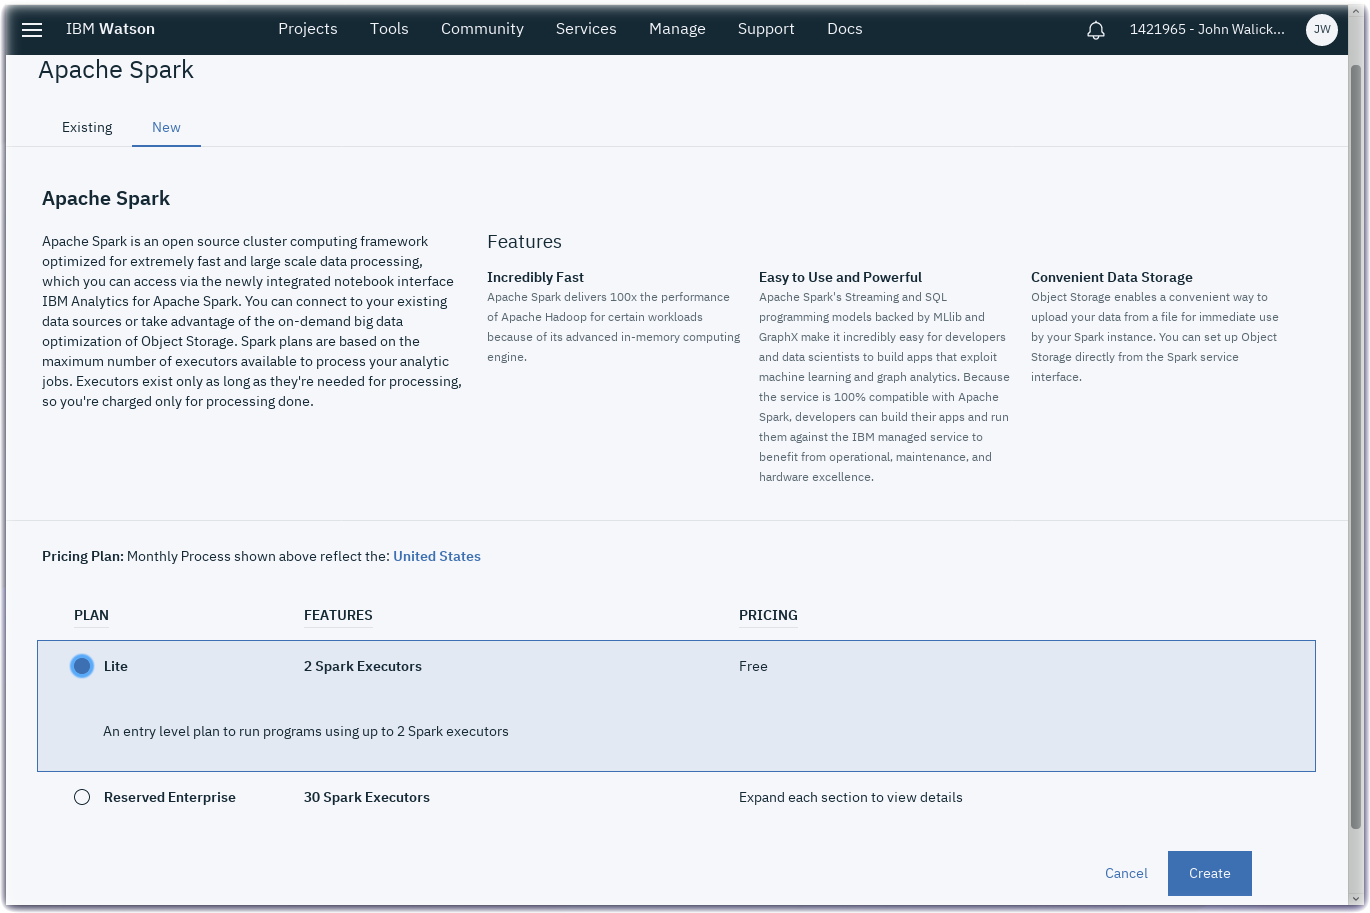 IBM Watson Projects Tools Community Services Manage Support Docs 1421965 - John Walick... JW
Apache Spark
Existing New
Apache Spark
Apache Spark is an open source cluster computing framework
optimized for extremely fast and large scale data processing,
which you can access via the newly integrated notebook interface
IBM Analytics for Apache Spark. You can connect to your existing
data sources or take advantage of the on-demand big data
optimization of Object Storage. Spark plans are based on the
maximum number of executors available to process your analytic
jobs. Executors exist only as long as they're needed for processing,
so you're charged only for processing done.
Features
Incredibly Fast
Apache Spark delivers 100x the performance
of Apache Hadoop for certain workloads
because of its advanced in-memory computing
engine.
Easy to Use and Powerful
Apache Spark's Streaming and SQL
programming models backed by MLlib and
GraphX make it incredibly easy for developers
and data scientists to build apps that exploit
machine learning and graph analytics. Because
the service is 100% compatible with Apache
Spark, developers can build their apps and run
them against the IBM managed service to
benefit from operational, maintenance, and
hardware excellence.
Convenient Data Storage
Object Storage enables a convenient way to
upload your data from a file for immediate use
by your Spark instance. You can set up Object
Storage directly from the Spark service
interface.
Pricing Plan: Monthly Process shown above reflect the: United States
PLAN FEATURES PRICING
Lite 2 Spark Executors Free
An entry level plan to run programs using up to 2 Spark executors
Reserved Enterprise 30 Spark Executors Expand each section to view details
Cancel Create